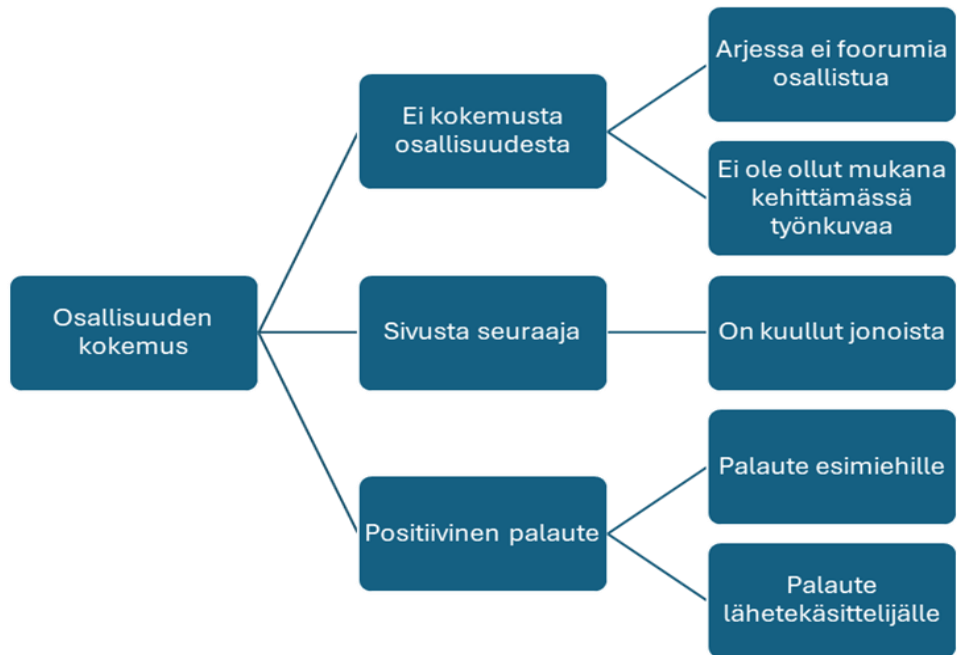 Osallisuuden
kokemus
Ei kokemusta
osallisuudesta
Arjessa ei foorumia
osallistua
Ei ole ollut mukana
kehittämässä
työnkuvaa
Sivusta seuraaja
On kuullut jonoista
Positiivinen palaute
Palaute esimiehille
Palaute
lähetekäsittelijälle